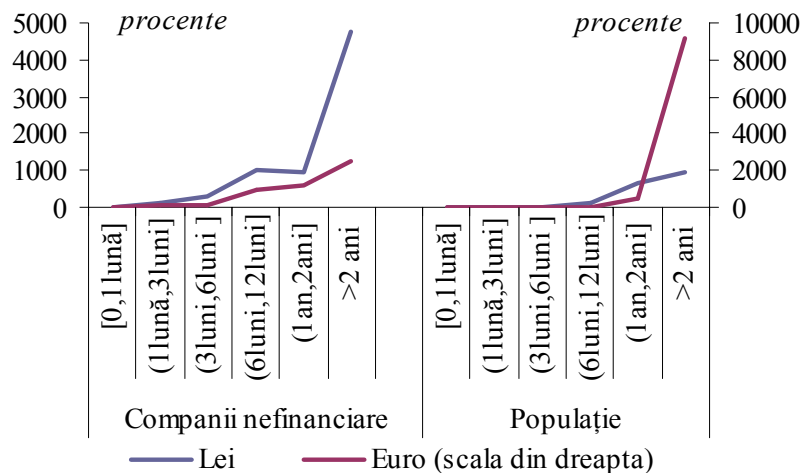 procente
procente
5000
4000
3000
2000
1000
0
10000
8000
6000
4000
2000
0
[0,1lună]
(1lună,3luni]
(3luni,6luni ]
(6luni,12luni]
(1an,2ani]
>2 ani
[0,1lună]
(1lună,3luni]
(3luni,6luni ]
(6luni,12luni]
(1an,2ani]
>2 ani
Companii nefinanciare
Populație
Lei
Euro (scala din dreapta)